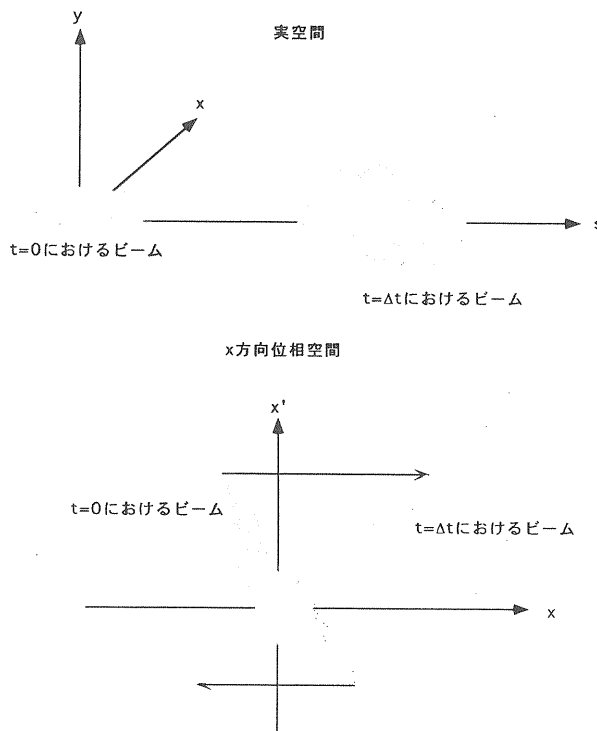 y
実空間
x
s
t=0におけるビーム
t=Δtにおけるビーム
x方向位相空間
x'
t=0におけるビーム
t=Δtにおけるビーム
x